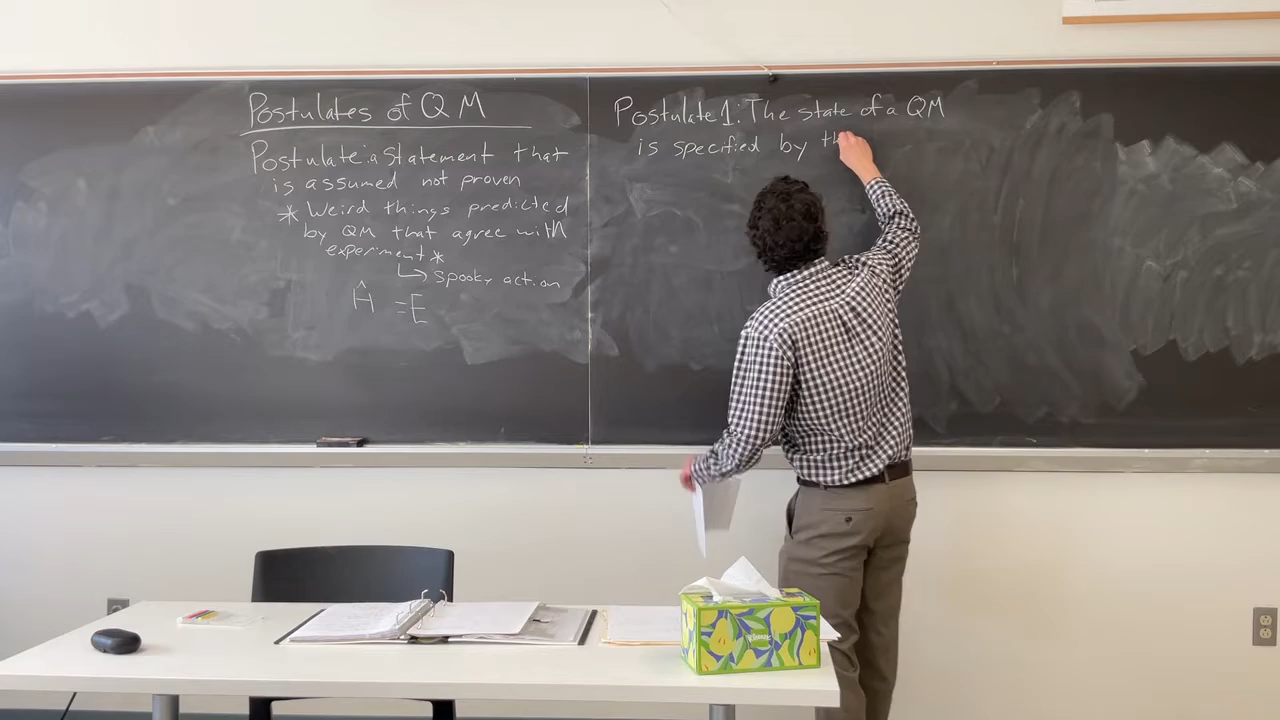 Postulates of QM
Postulate: a statement that
is assumed not proven
* Weird things predicted
by QM that agree with
experiment *
↳ Spooky action
Ĥ = E
Postulate 1: The state of a QM
is specified by th
Kleenex